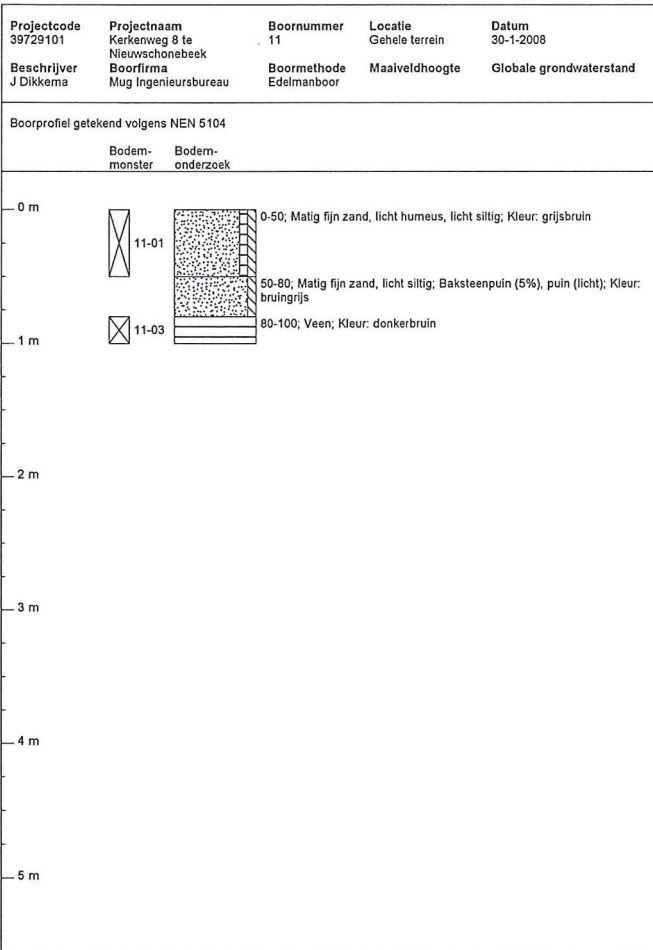 Projectcode Projectnaam Boornummer Locatie Datum
39729101 Kerkenweg 8 te 11 Gehele terrein 30-1-2008
Nieuwschonebeek
Beschrijver Boorfirma Boormethode Maaiveldhoogte Globale grondwaterstand
J Dikkema Mug Ingenieursbureau Edelmanboor
Boorprofiel getekend volgens NEN 5104
Bodem- Bodem-
monster onderzoek
0 m
0-50; Matig fijn zand, licht humeus, licht siltig; Kleur: grijsbruin
11-01
50-80; Matig fijn zand, licht siltig; Baksteenpuin (5%), puin (licht); Kleur:
bruingrijs
11-03
80-100; Veen; Kleur: donkerbruin
1 m
2 m
3 m
4 m
5 m